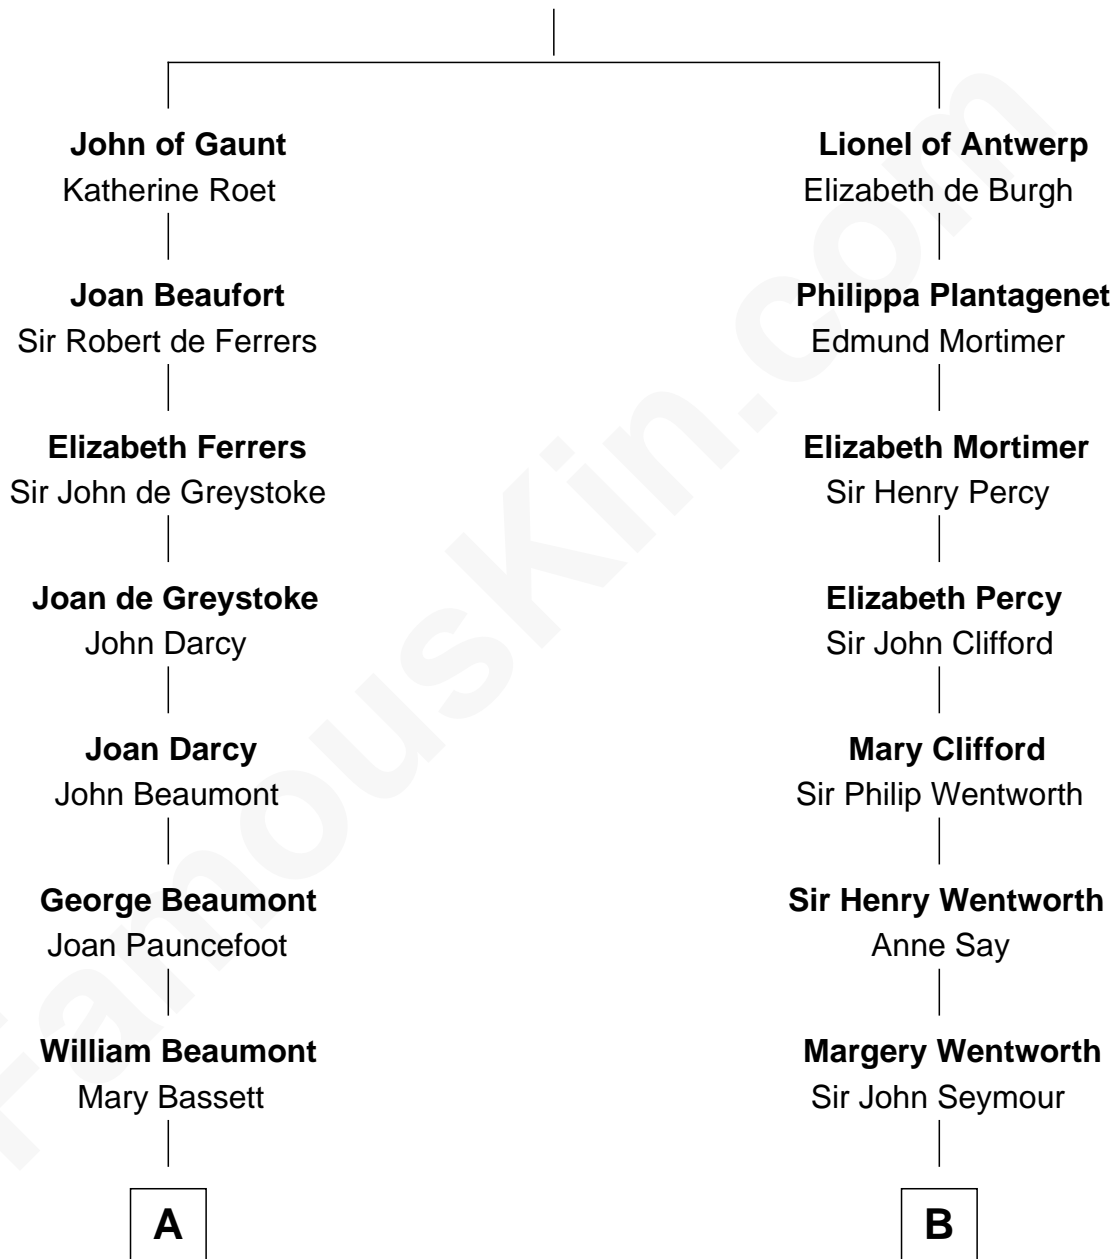 John of Gaunt
Katherine Roet
Joan Beaufort
Sir Robert de Ferrers
Elizabeth Ferrers
Sir John de Greystoke
Joan de Greystoke
John Darcy
Joan Darcy
John Beaumont
George Beaumont
Joan Pauncefoot
William Beaumont
Mary Bassett
A
Lionel of Antwerp
Elizabeth de Burgh
Philippa Plantagenet
Edmund Mortimer
Elizabeth Mortimer
Sir Henry Percy
Elizabeth Percy
Sir John Clifford
Mary Clifford
Sir Philip Wentworth
Sir Henry Wentworth
Anne Say
Margery Wentworth
Sir John Seymour
B
FamousKin.com